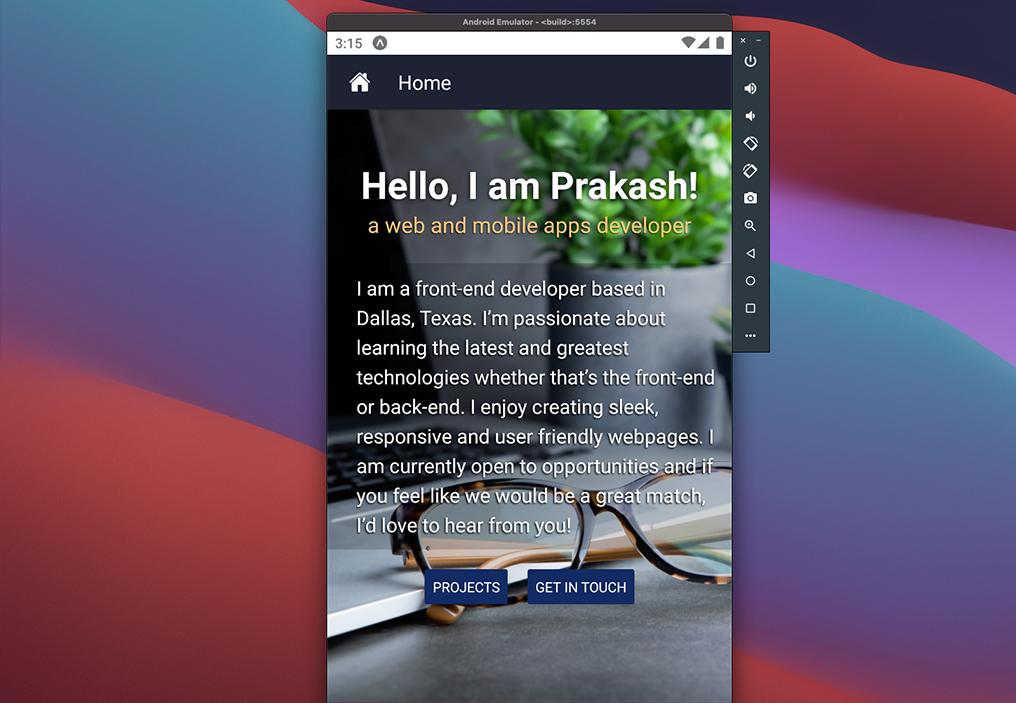 Android Emulator - <build>:5554
3:15
Home
Hello, I am Prakash!
a web and mobile apps developer
I am a front-end developer based in
Dallas, Texas. I’m passionate about
learning the latest and greatest
technologies whether that’s the front-end
or back-end. I enjoy creating sleek,
responsive and user friendly webpages. I
am currently open to opportunities and if
you feel like we would be a great match,
I’d love to hear from you!
PROJECTS
GET IN TOUCH